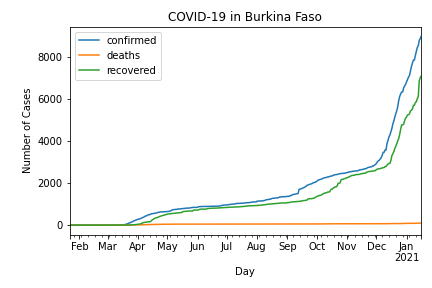 COVID-19 in Burkina Faso
confirmed
deaths
recovered
Number of Cases
8000
6000
4000
2000
0
Feb Mar Apr May Jun Jul Aug Sep Oct Nov Dec Jan
2021
Day